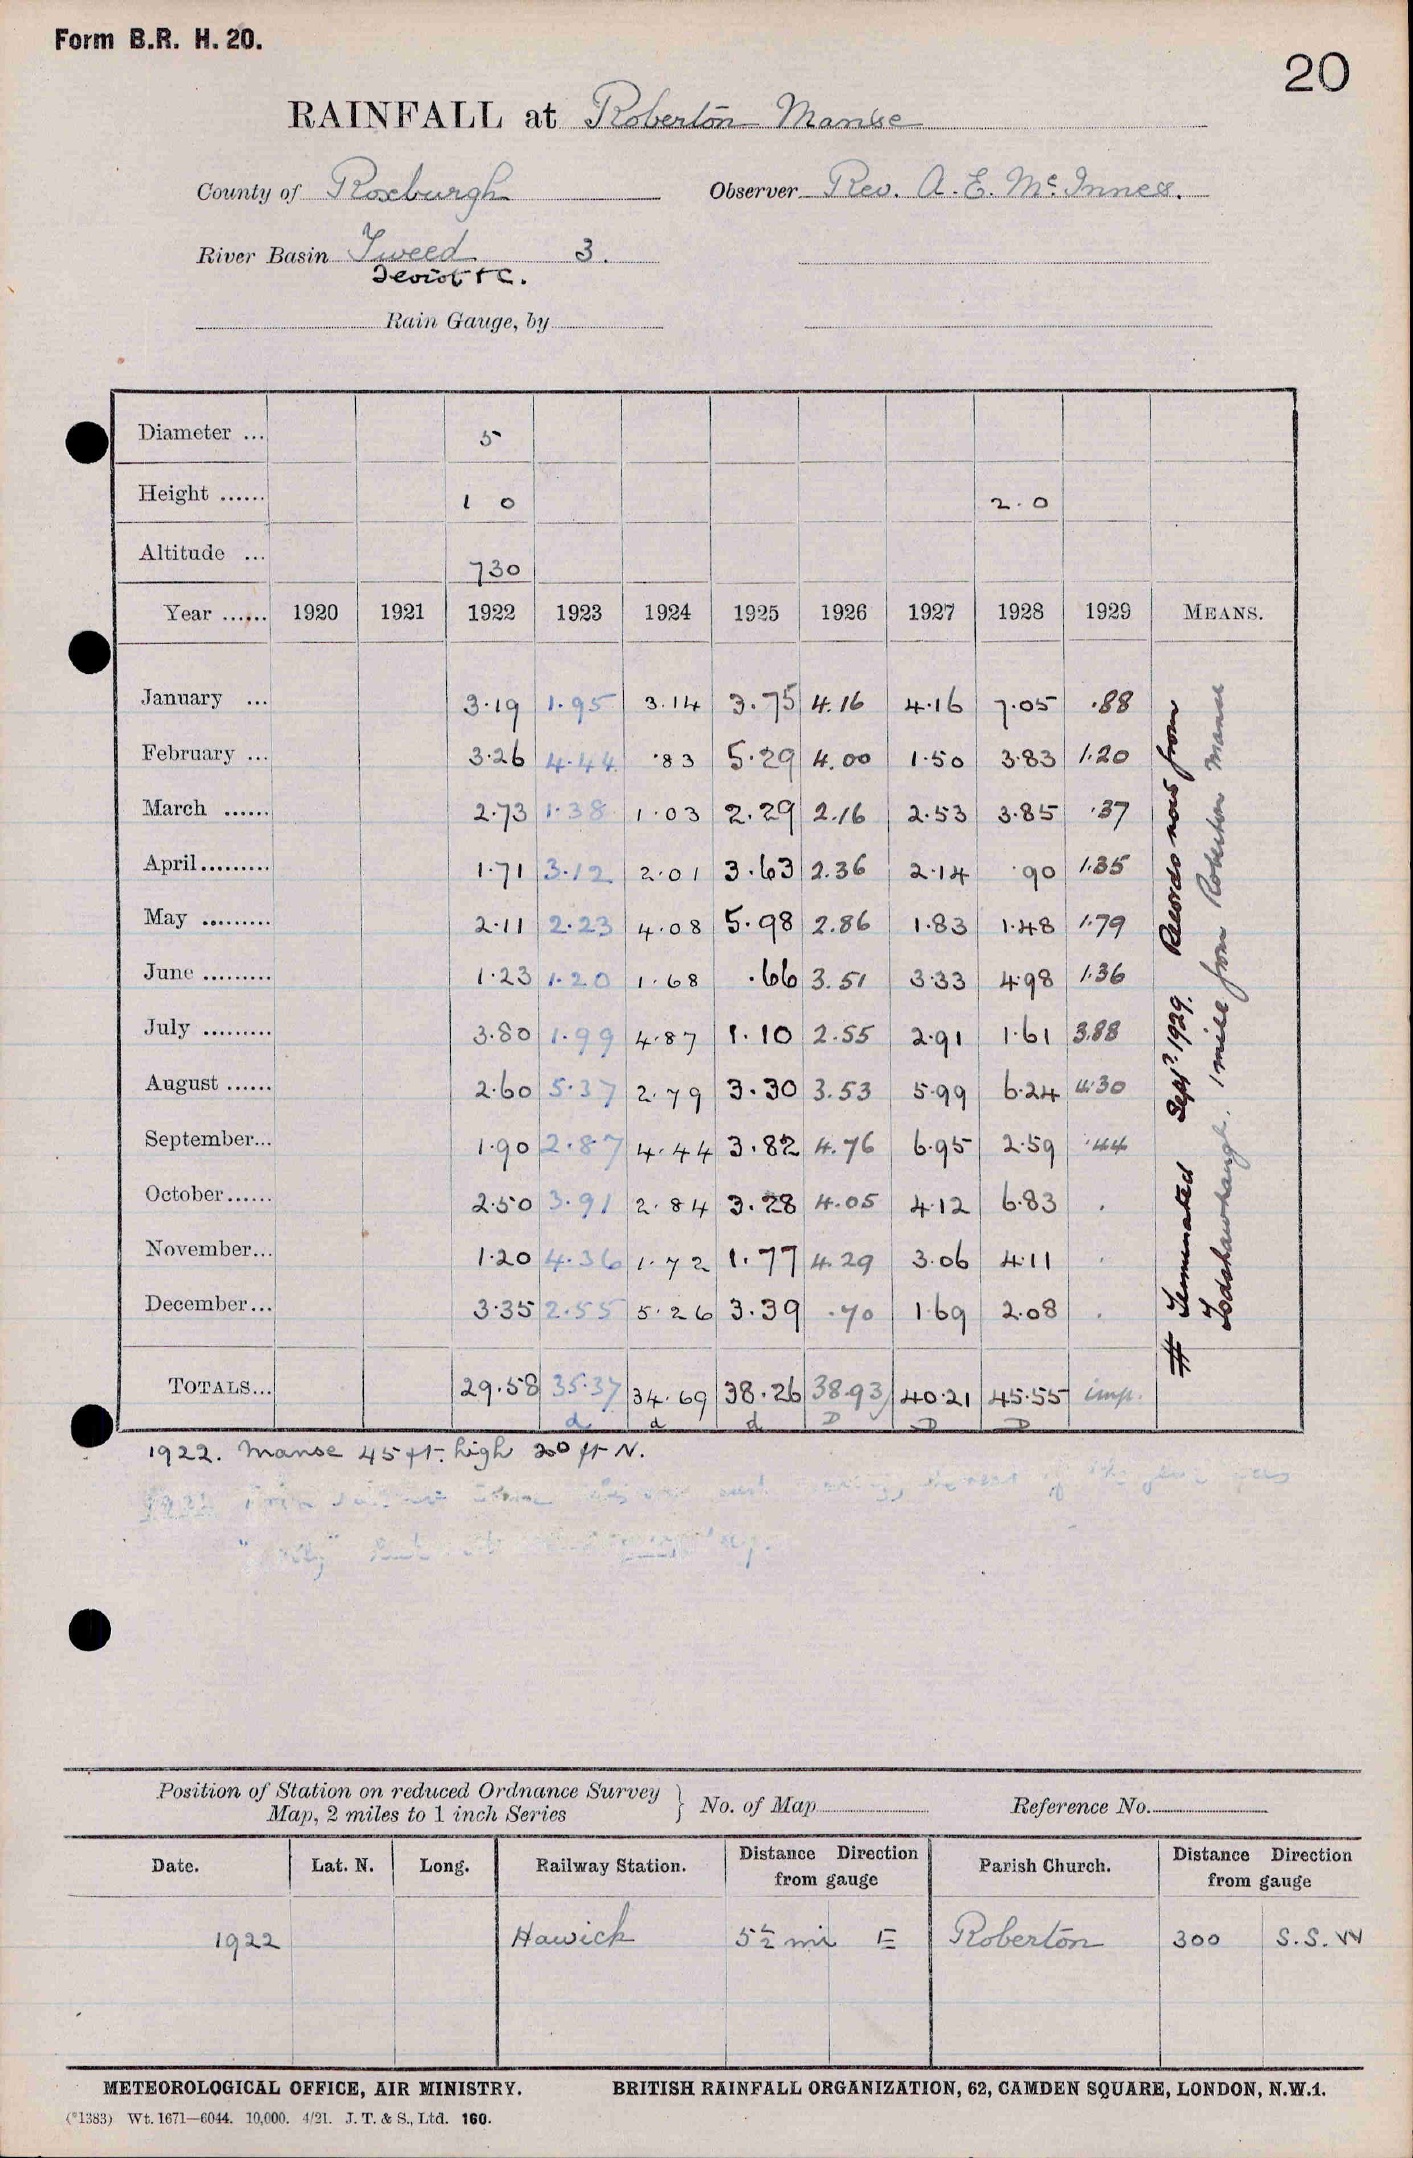 Form B.R. H. 20.
20
RAINFALL at Roberton Manse
County of Roxburgh Observer Rev. A. E. McInnes.
River Basin Tweed 3.
Teviot &c.
Rain Gauge, by
Diameter ... 5
Height ...... 1 0 2.0
Altitude ... 730
Year ...... 1920 1921 1922 1923 1924 1925 1926 1927 1928 1929 MEANS.
January ... 3.19 1.95 3.14 3.75 4.16 4.16 7.05 .88
February ... 3.26 4.44 .83 5.29 4.00 1.50 3.83 1.20
March ...... 2.73 1.38 1.03 2.29 2.16 2.53 3.85 .37
April......... 1.71 3.12 2.01 3.63 2.36 2.14 .90 1.35
May ......... 2.11 2.23 4.08 5.98 2.86 1.83 1.48 1.79
June ......... 1.23 1.20 1.68 .66 3.51 3.33 4.98 1.36
July ......... 3.80 1.99 4.87 1.10 2.55 2.91 1.61 3.88
August ...... 2.60 5.37 2.79 3.30 3.53 5.99 6.24 4.30
September... 1.90 2.87 4.44 3.82 4.76 6.95 2.59 .44
October...... 2.50 3.91 2.84 3.28 4.05 4.12 6.83 .
November... 1.20 4.36 1.72 1.77 4.29 3.06 4.11 .
December... 3.35 2.55 5.26 3.39 .70 1.69 2.08 .
TOTALS... 29.58 35.37 34.69 38.26 38.93 40.21 45.55 imp.
d d d D D D
# Terminated Sept. 1929. Records now from
Todshawhaugh. 1 mile from Roberton Manse
1922. Manse 45 ft. high 20 ft N.
Position of Station on reduced Ordnance Survey
Map, 2 miles to 1 inch Series } No. of Map Reference No.
Date. Lat. N. Long. Railway Station. Distance Direction from gauge Parish Church. Distance Direction from gauge
1922 Hawick 5½ mi E Roberton 300 S.S.W
METEOROLOGICAL OFFICE, AIR MINISTRY. BRITISH RAINFALL ORGANIZATION, 62, CAMDEN SQUARE, LONDON, N.W.1.
(*1383) Wt. 1671—6044. 10,000. 4/21. J. T. & S., Ltd. 160.